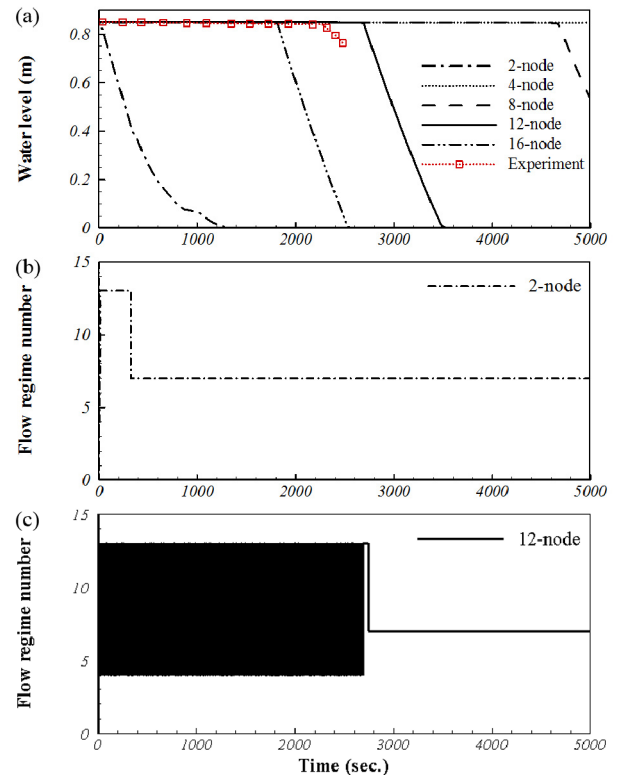 (a)
Water level (m)
0.8
0.6
0.4
0.2
0
2-node
4-node
8-node
12-node
16-node
Experiment
0 1000 2000 3000 4000 5000
(b)
Flow regime number
15
10
5
0
2-node
0 1000 2000 3000 4000 5000
(c)
Flow regime number
15
10
5
0
12-node
0 1000 2000 3000 4000 5000
Time (sec.)